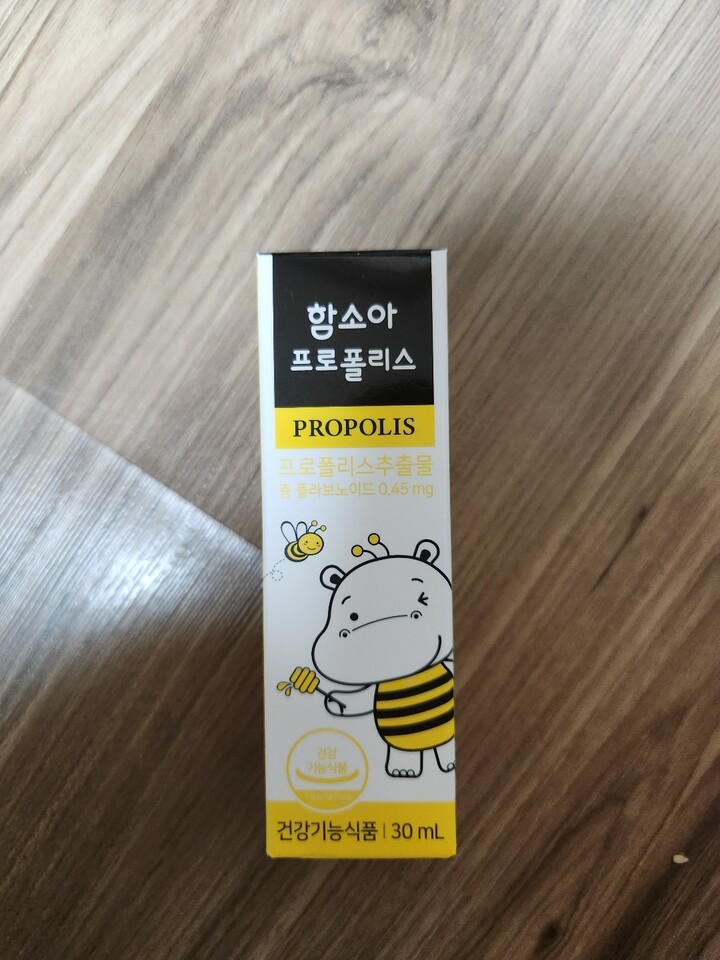 함소아
프로폴리스
PROPOLIS
프로폴리스추출물
총 플라보노이드 0.45 mg
건강
기능식품
건강기능식품 | 30 mL